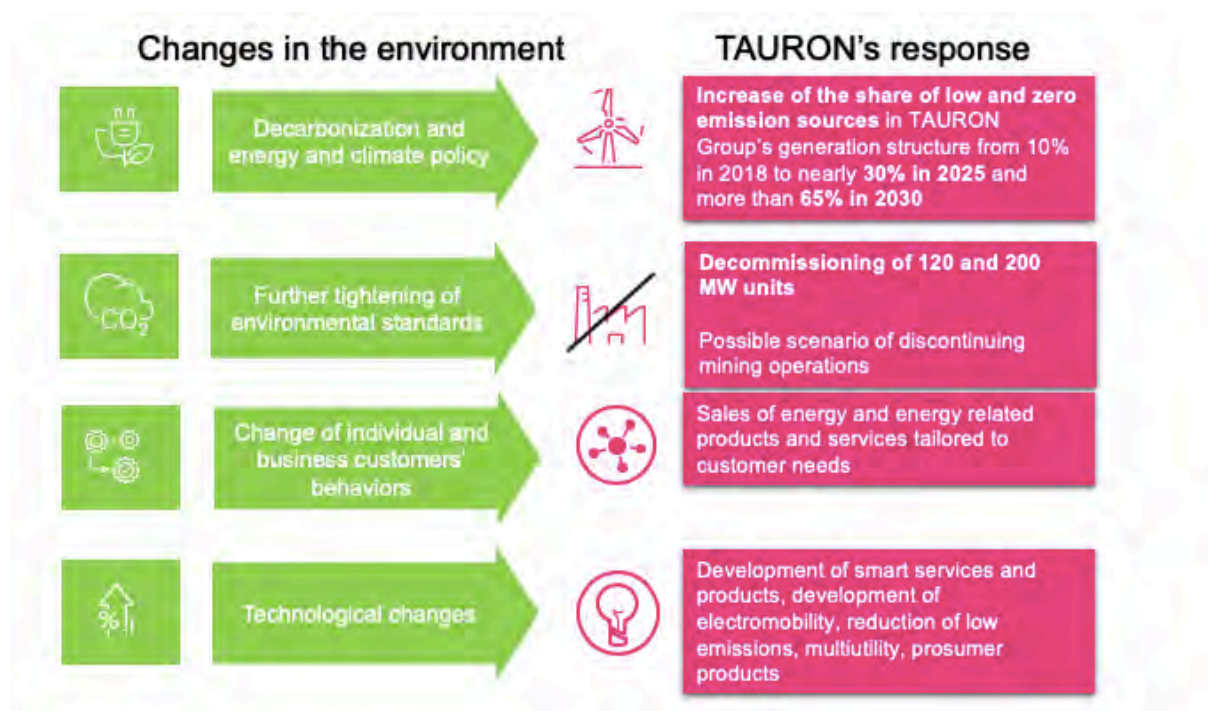 Changes in the environment
TAURON's response
Decarbonization and
energy and climate policy
Increase of the share of low and zero
emission sources in TAURON
Group's generation structure from 10%
in 2018 to nearly 30% in 2025 and
more than 65% in 2030
CO2
Further tightening of
environmental standards
Decommissioning of 120 and 200
MW units
Possible scenario of discontinuing
mining operations
Change of individual and
business customers'
behaviors
Sales of energy and energy related
products and services tailored to
customer needs
%
Technological changes
Development of smart services and
products, development of
electromobility, reduction of low
emissions, multiutility, prosumer
products